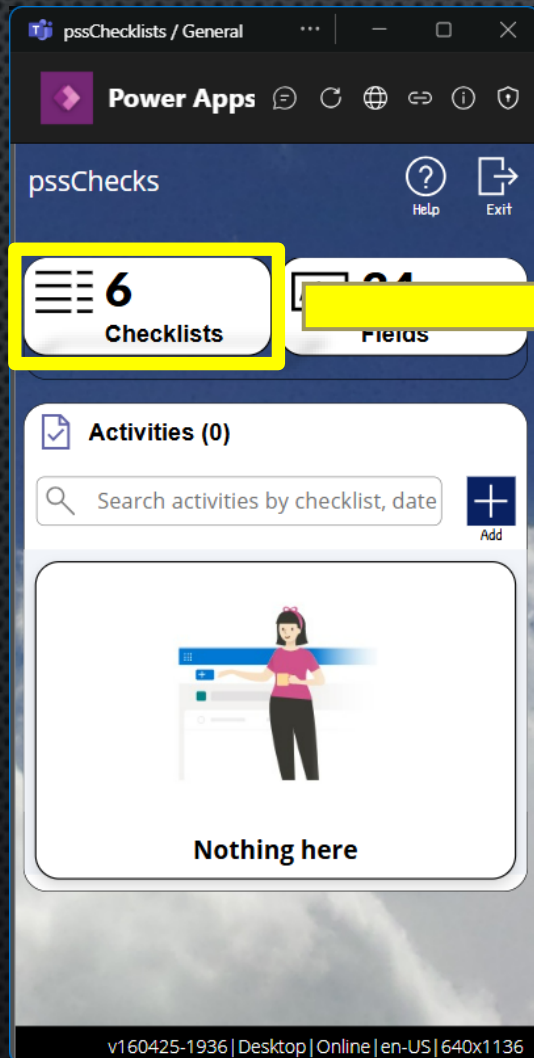 pssChecklists / General
Power Apps
pssChecks
Help
Exit
6
Checklists
Fields
Activities (0)
Search activities by checklist, date
Add
Nothing here
v160425-1936|Desktop|Online|en-US|640x1136